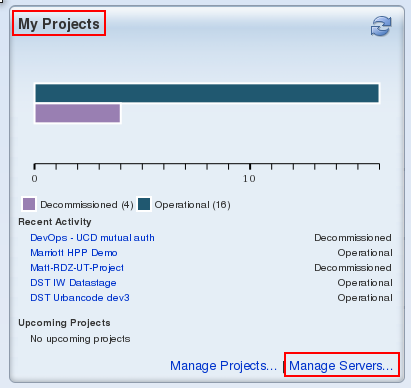 My Projects
0 10
Decommissioned (4) Operational (16)
Recent Activity
DevOps - UCD mutual auth Decommissioned
Marriott HPP Demo Operational
Matt-RDZ-UT-Project Decommissioned
DST IW Datastage Operational
DST Urbancode dev3 Operational
Upcoming Projects
No upcoming projects
Manage Projects... | Manage Servers...